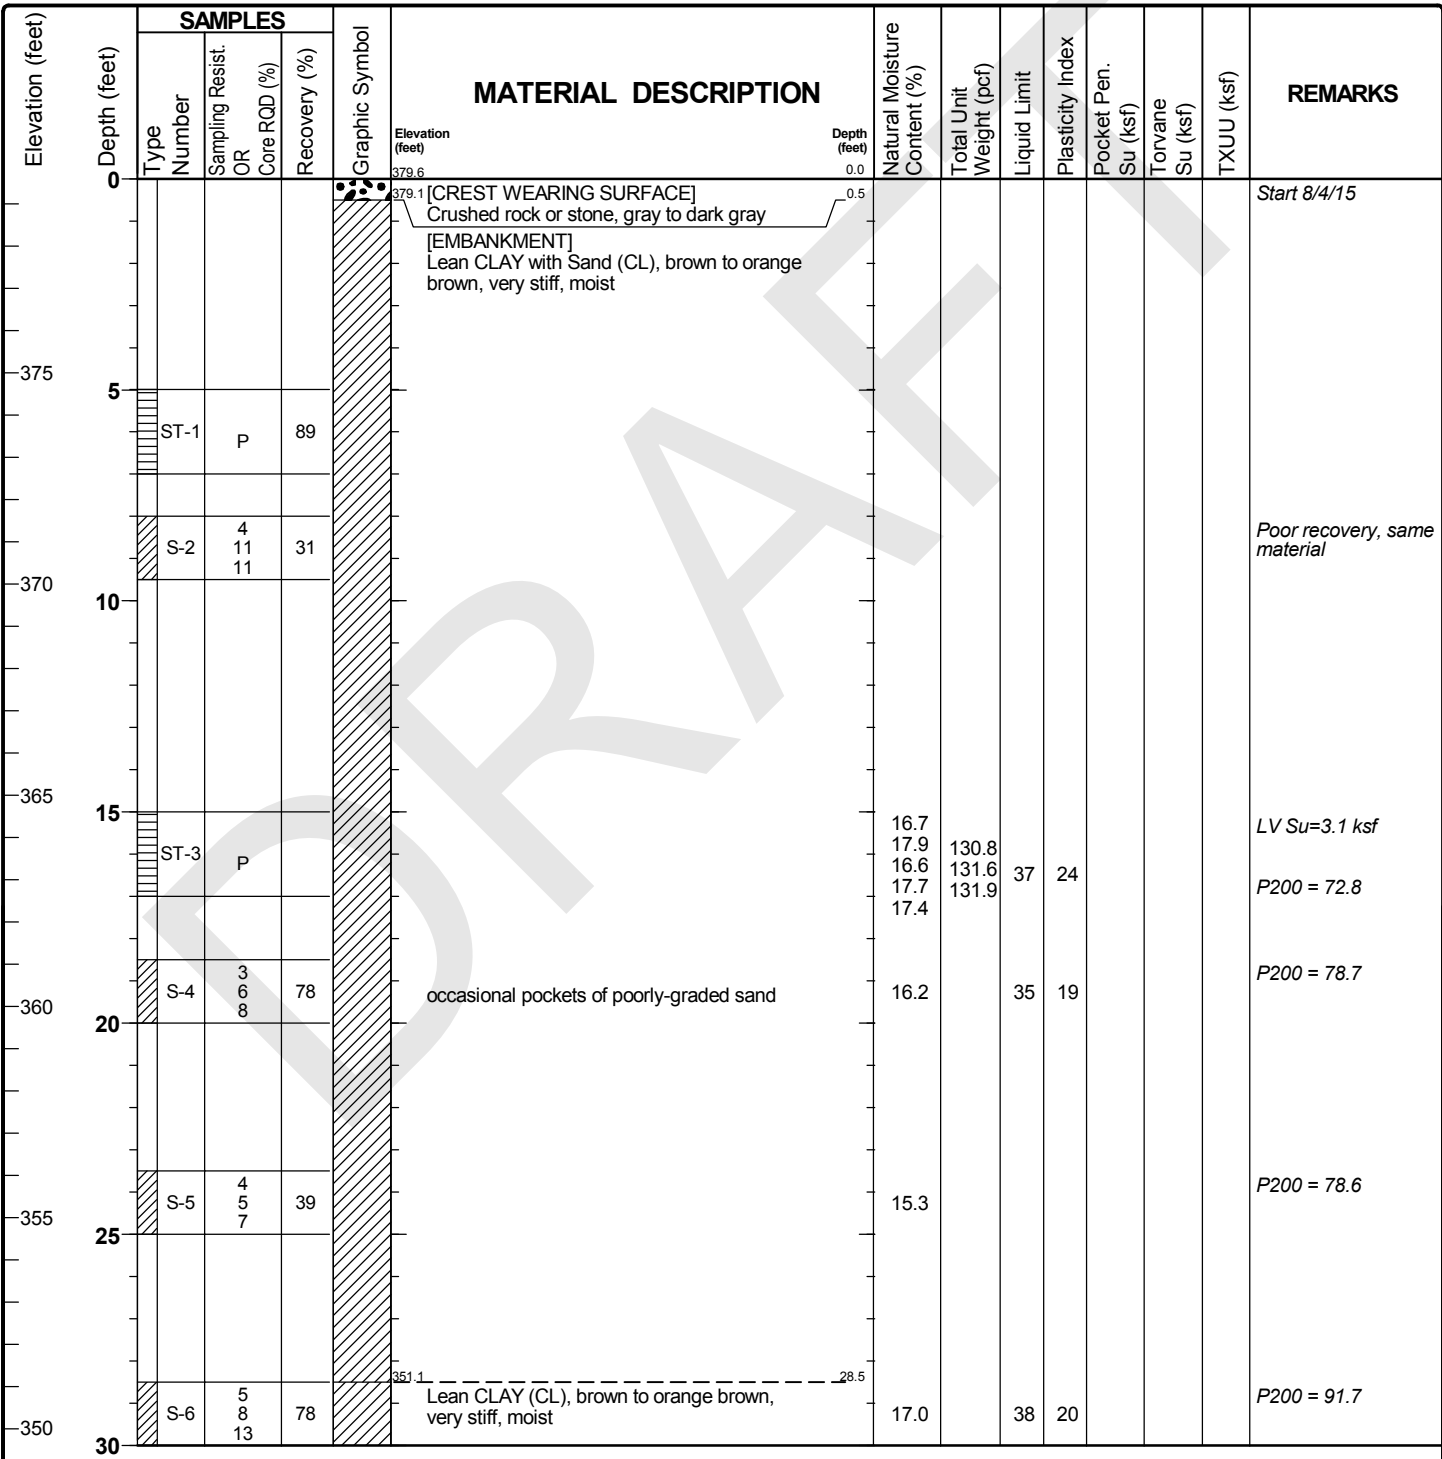 Elevation (feet)
Depth (feet)
SAMPLES
Type
Number
Sampling Resist.
OR
Core RQD (%)
Recovery (%)
Graphic Symbol
MATERIAL DESCRIPTION
Elevation
(feet)
Depth
(feet)
Natural Moisture
Content (%)
Total Unit
Weight (pcf)
Liquid Limit
Plasticity Index
Pocket Pen.
Su (ksf)
Torvane
Su (ksf)
TXUU (ksf)
REMARKS
379.6
0.0
0
379.1 [CREST WEARING SURFACE] 0.5
Start 8/4/15
Crushed rock or stone, gray to dark gray
[EMBANKMENT]
Lean CLAY with Sand (CL), brown to orange
brown, very stiff, moist
375
5
ST-1 P 89
S-2
4
11
11
31
Poor recovery, same
material
370
10
365
15
ST-3 P
16.7
17.9
16.6
17.7
17.4
130.8
131.6
131.9
37 24
LV Su=3.1 ksf
P200 = 72.8
S-4
3
6
8
78
occasional pockets of poorly-graded sand
16.2 35 19
P200 = 78.7
360
20
S-5
4
5
7
39
15.3
P200 = 78.6
355
25
351.1 28.5
S-6
5
8
13
78
Lean CLAY (CL), brown to orange brown,
very stiff, moist
17.0 38 20
P200 = 91.7
350
30
DRAFT